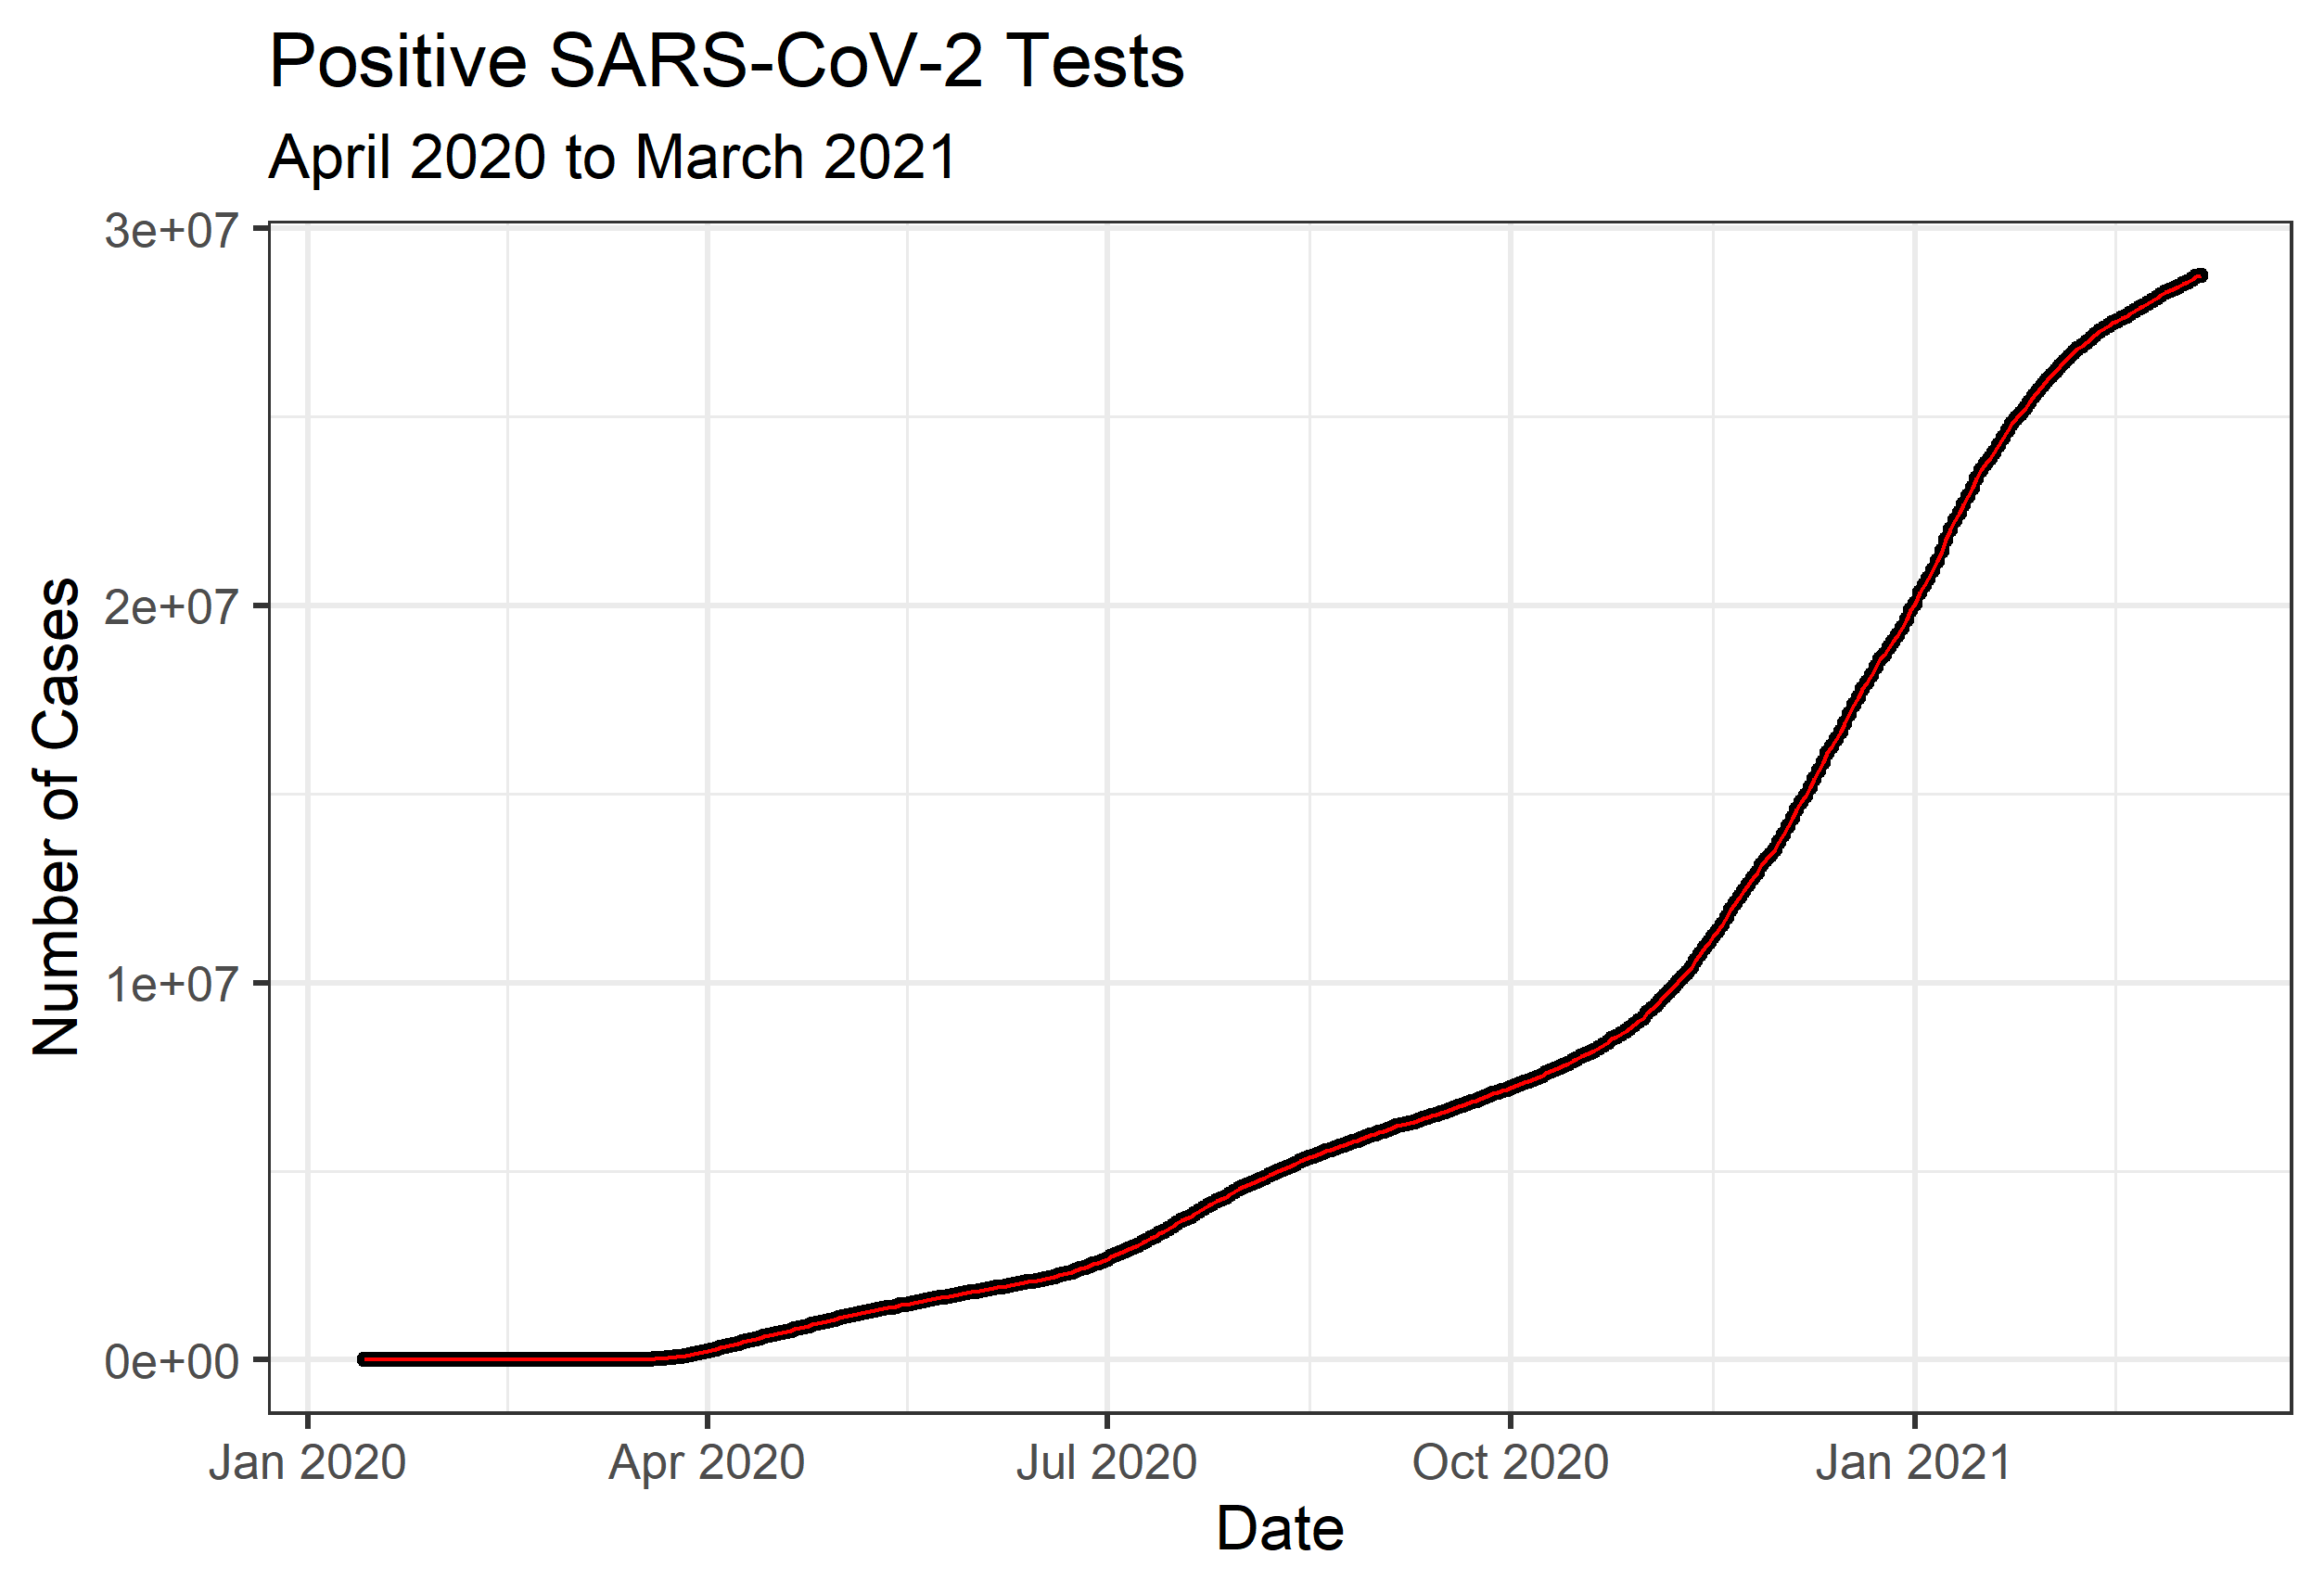 Positive SARS-CoV-2 Tests
April 2020 to March 2021
3e+07
2e+07
1e+07
0e+00
Number of Cases
Jan 2020 Apr 2020 Jul 2020 Oct 2020 Jan 2021
Date